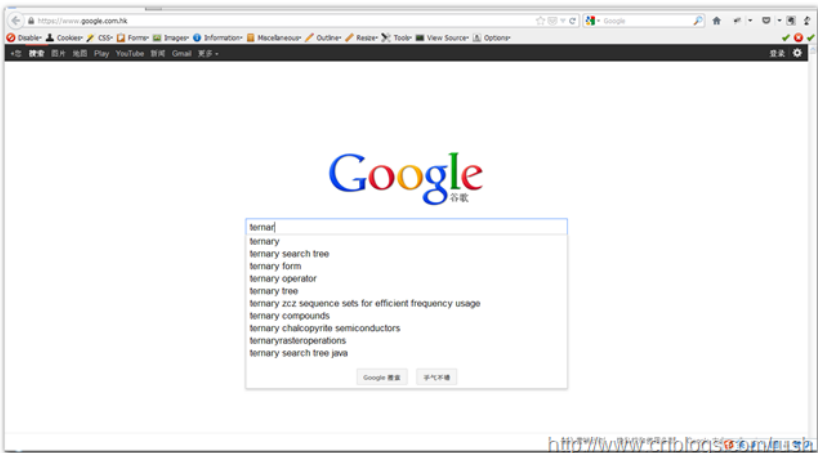 https://www.google.com.hk
Google
Disable Cookies CSS Forms Images Information Miscellaneous Outline Resize Tools View Source Options
搜索 图片 地图 Play YouTube 新闻 Gmail 更多
登录
Google
谷歌
ternar
ternary
ternary search tree
ternary form
ternary operator
ternary tree
ternary zcz sequence sets for efficient frequency usage
ternary compounds
ternary chalcopyrite semiconductors
ternaryrasteroperations
ternary search tree java
Google 搜索 手气不错